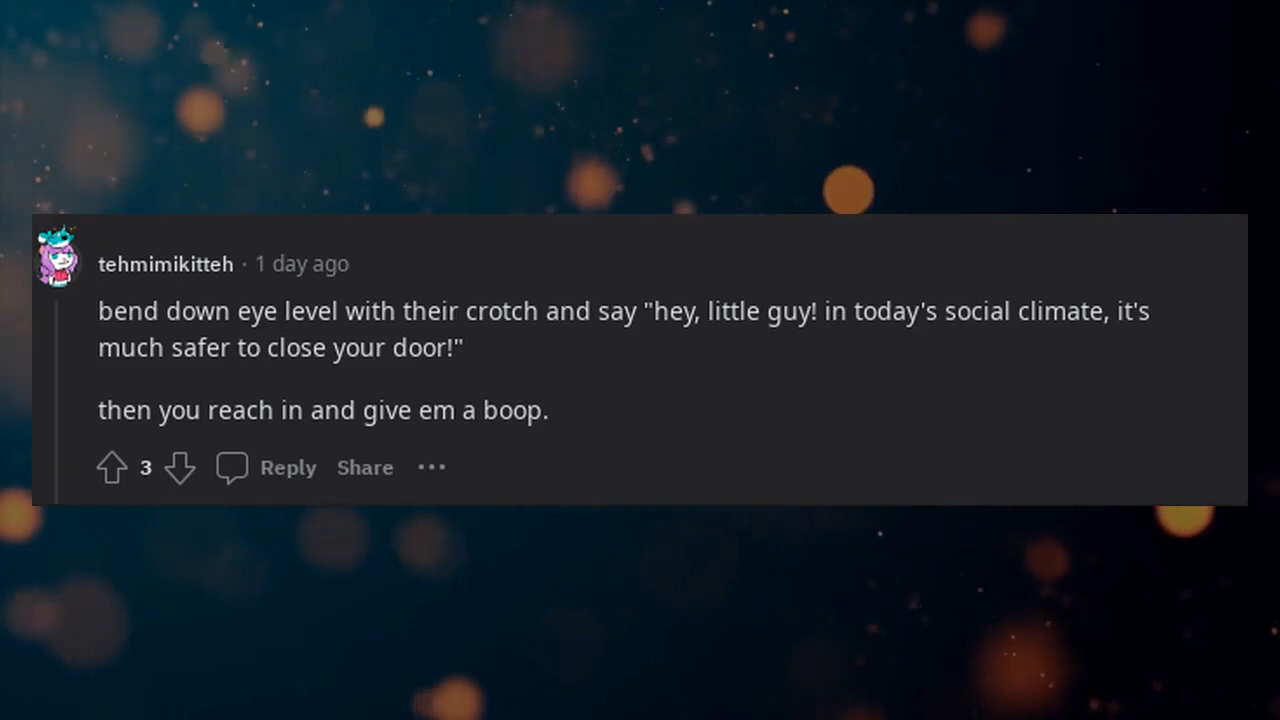 tehmimikitteh · 1 day ago
bend down eye level with their crotch and say "hey, little guy! in today's social climate, it's
much safer to close your door!"
then you reach in and give em a boop.
3 Reply Share ···